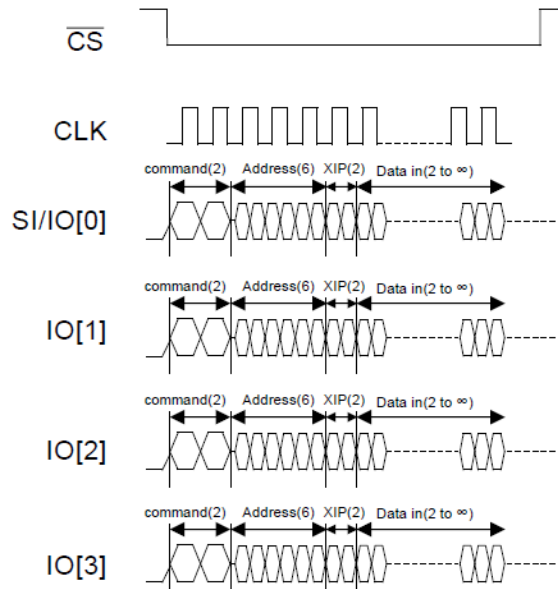 CS
CLK
command(2) Address(6) XIP(2) Data in(2 to ∞)
SI/IO[0]
command(2) Address(6) XIP(2) Data in(2 to ∞)
IO[1]
command(2) Address(6) XIP(2) Data in(2 to ∞)
IO[2]
command(2) Address(6) XIP(2) Data in(2 to ∞)
IO[3]